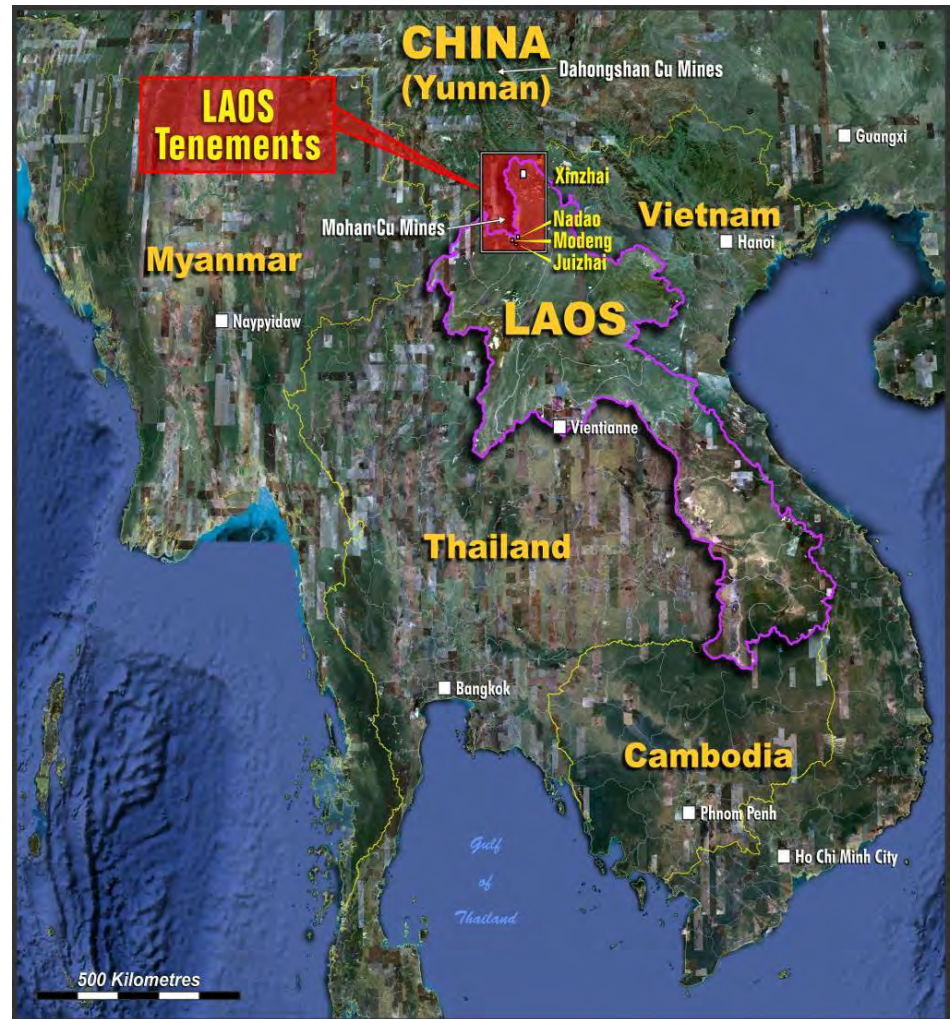 CHINA
(Yunnan)
Dahongshan Cu Mines
LAOS
Tenements
Guangxi
Xinzhai
Mohan Cu Mines
Nadao
Modeng
Juizhai
Vietnam
Hanoi
Myanmar
LAOS
Naypyidaw
Vientianne
Thailand
Bangkok
Cambodia
Phnom Penh
Ho Chi Minh City
Gulf
of
Thailand
500 Kilometres